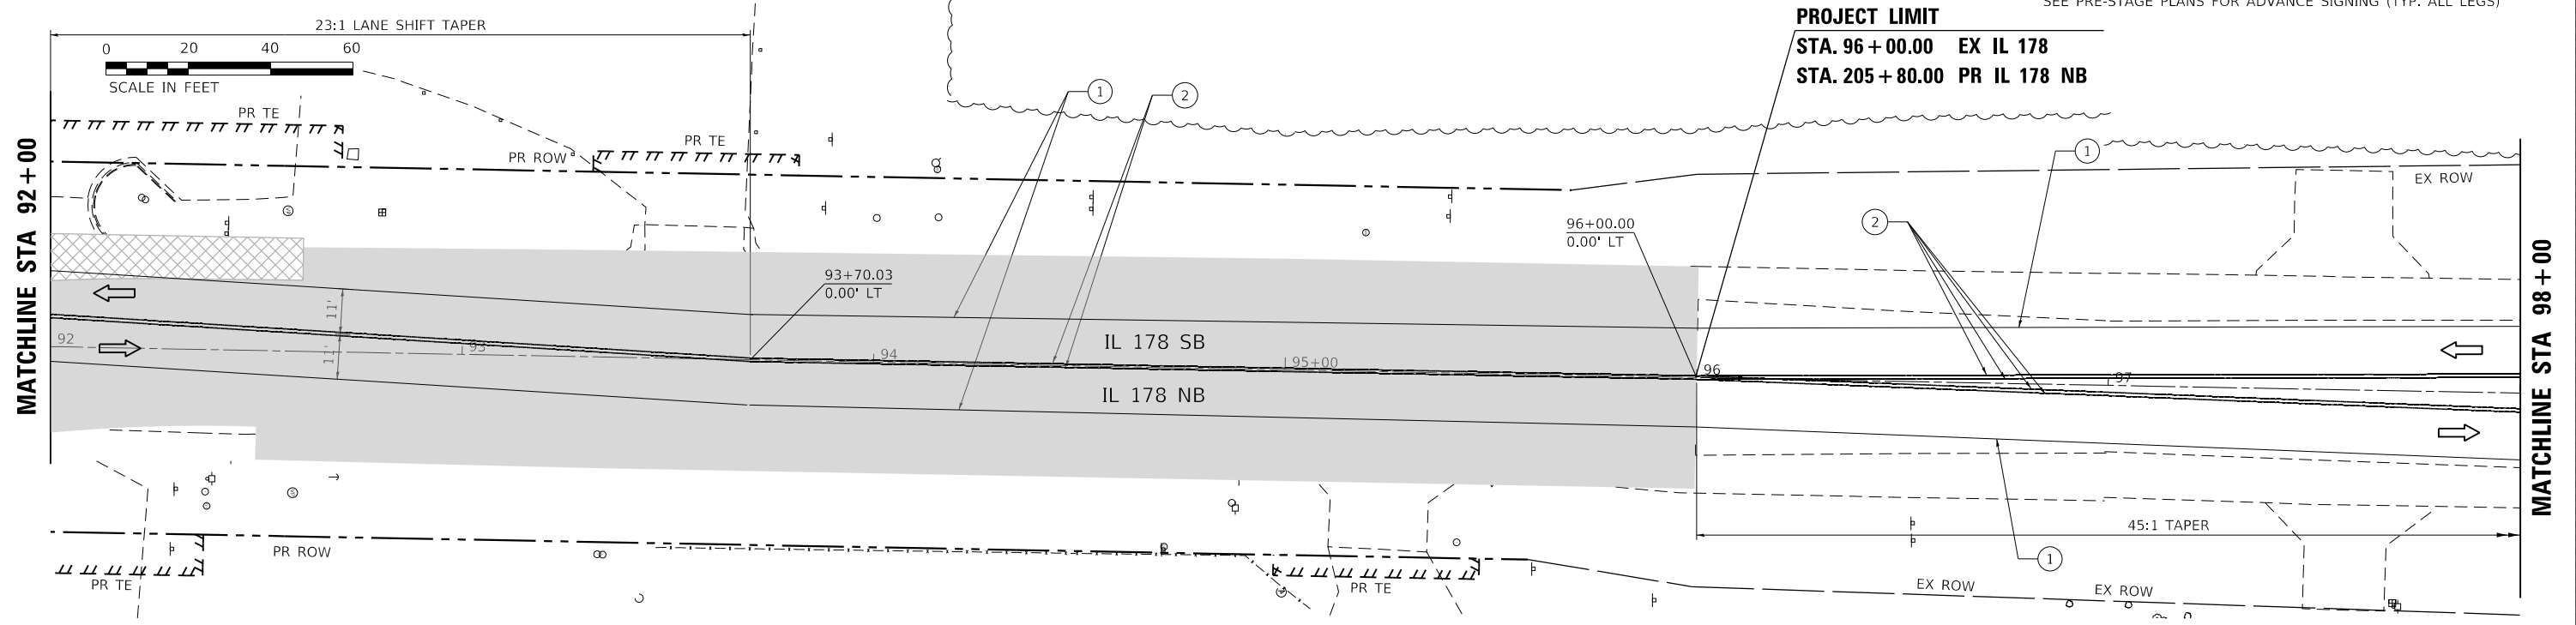 SEE PRE-STAGE PLANS FOR ADVANCE SIGNING (TYP. ALL LEGS)
23:1 LANE SHIFT TAPER
0 20 40 60
SCALE IN FEET
PROJECT LIMIT
STA. 96+00.00 EX IL 178
STA. 205+80.00 PR IL 178 NB
1
2
PR TE
PR ROW
PR TE
1
EX ROW
MATCHLINE STA 92+00
2
96+00.00
0.00' LT
93+70.03
0.00' LT
11'
11'
92
93
94
95+00
96
97
IL 178 SB
IL 178 NB
MATCHLINE STA 98+00
45:1 TAPER
PR ROW
1
PR TE
PR TE
EX ROW
EX ROW